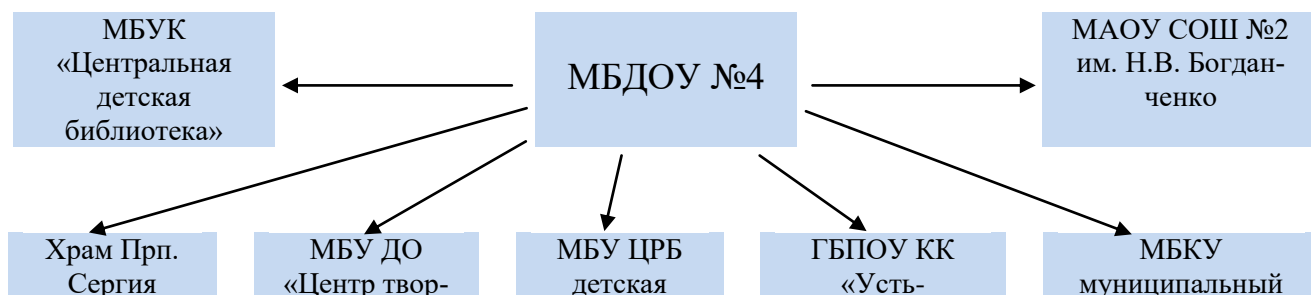 МБУК
«Центральная
детская
библиотека»
МБДОУ №4
МАОУ СОШ №2
им. Н.В. Богдан-
ченко
Храм Прп.
Сергия
МБУ ДО
«Центр твор-
МБУ ЦРБ
детская
ГБПОУ КК
«Усть-
МБКУ
муниципальный